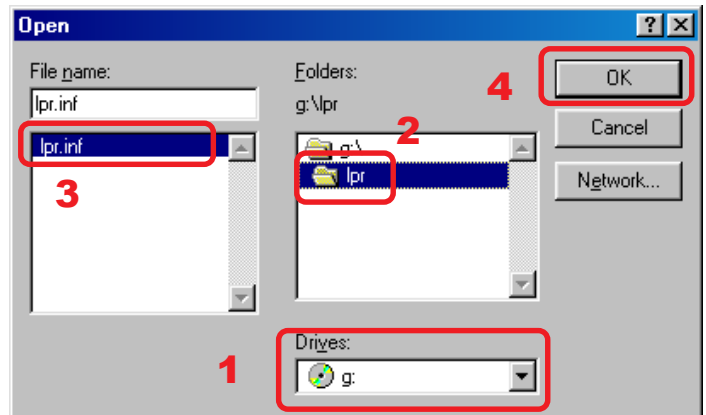 Open
File name:
lpr.inf
lpr.inf
3
Folders:
g:\lpr
2
g:\
lpr
4
OK
Cancel
Network...
1
Drives:
g: